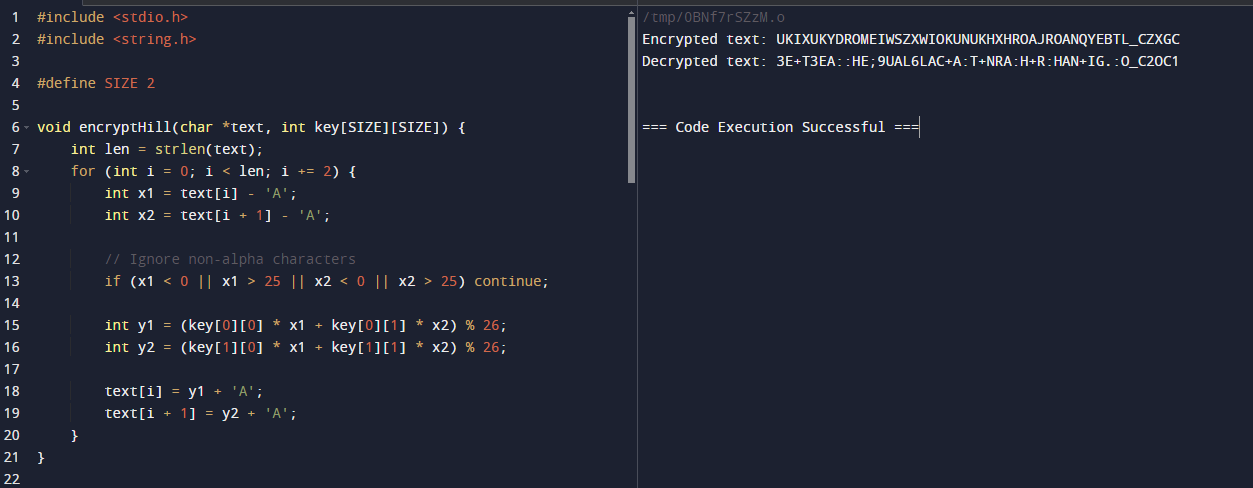 1 #include <stdio.h>
2 #include <string.h>
3
4 #define SIZE 2
5
6 void encryptHill(char *text, int key[SIZE][SIZE]) {
7     int len = strlen(text);
8     for (int i = 0; i < len; i += 2) {
9         int x1 = text[i] - 'A';
10         int x2 = text[i + 1] - 'A';
11
12         // Ignore non-alpha characters
13         if (x1 < 0 || x1 > 25 || x2 < 0 || x2 > 25) continue;
14
15         int y1 = (key[0][0] * x1 + key[0][1] * x2) % 26;
16         int y2 = (key[1][0] * x1 + key[1][1] * x2) % 26;
17
18         text[i] = y1 + 'A';
19         text[i + 1] = y2 + 'A';
20     }
21 }
22
/tmp/0BNf7rSZzM.o
Encrypted text: UKIXUKYDROMEIWSZXWIOKUNUKHXHROAJROANQYEBTL_CZXGC
Decrypted text: 3E+T3EA::HE;9UAL6LAC+A:T+NRA:H+R:HAN+IG.:O_C2OC1
=== Code Execution Successful ===